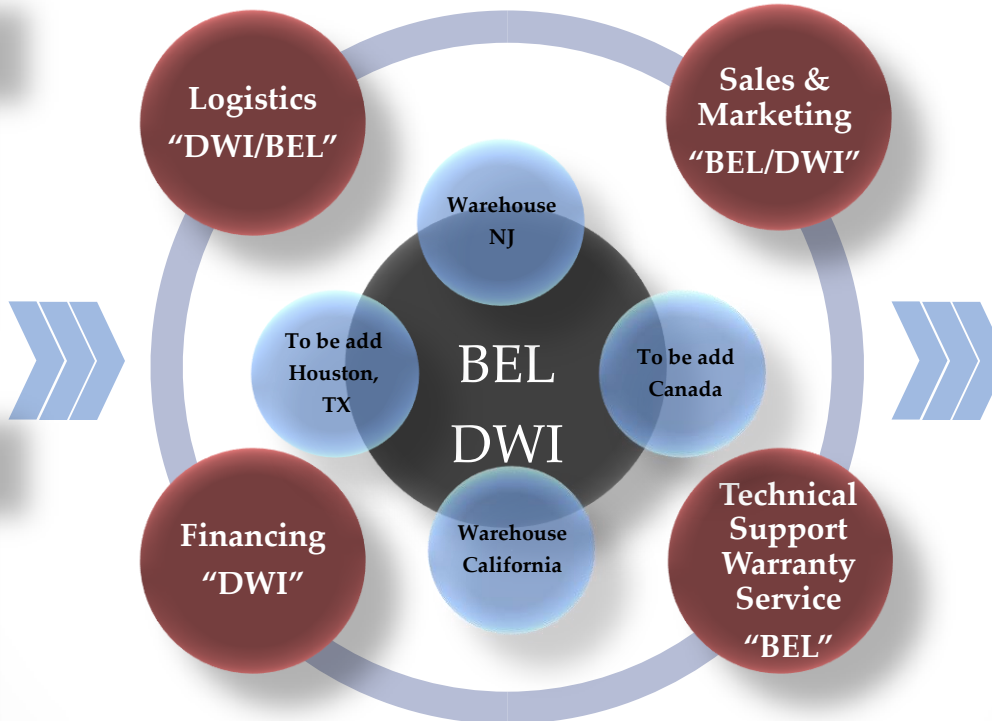 Logistics
“DWI/BEL”
Sales &
Marketing
“BEL/DWI”
Warehouse
NJ
To be add
Houston,
TX
BEL
DWI
To be add
Canada
Warehouse
California
Financing
“DWI”
Technical
Support
Warranty
Service
“BEL”